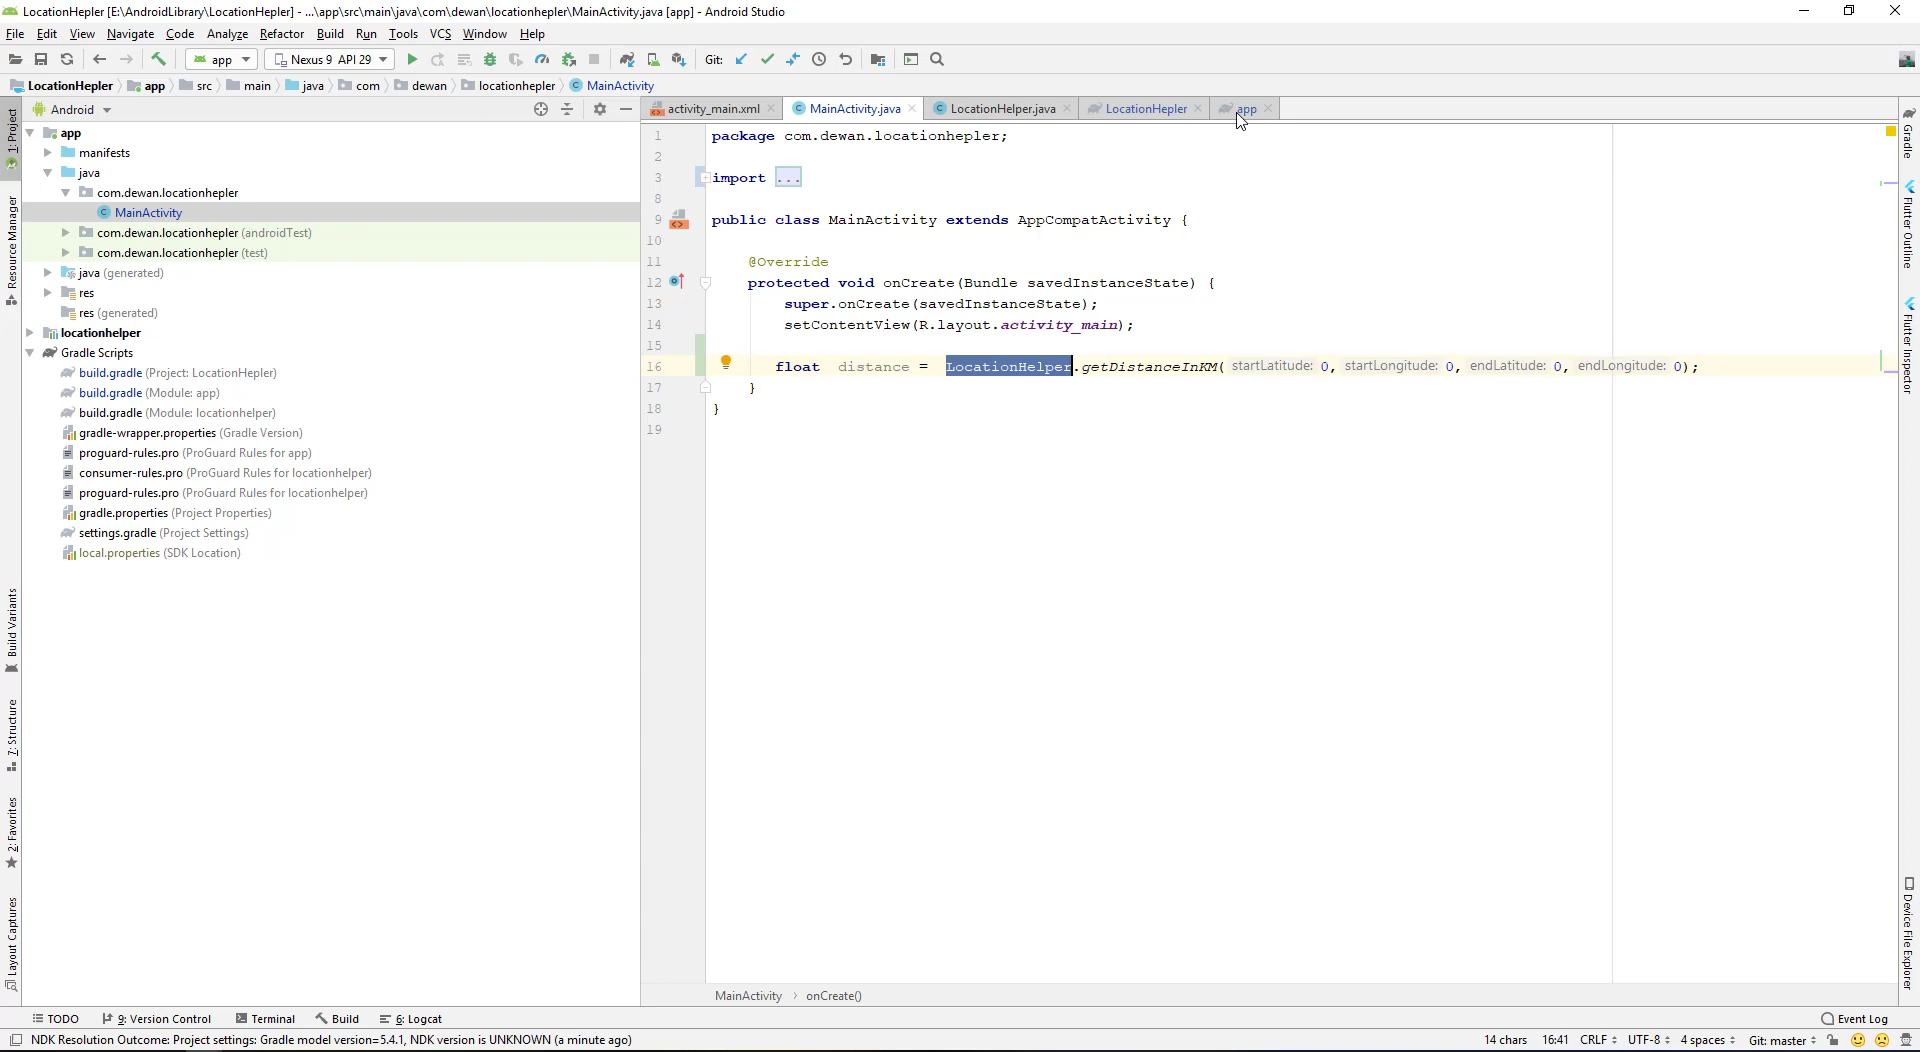 LocationHepler [E:\AndroidLibrary\LocationHepler] - ...\app\src\main\java\com\dewan\locationhepler\MainActivity.java [app] - Android Studio
File Edit View Navigate Code Analyze Refactor Build Run Tools VCS Window Help
app Nexus 9 API 29 Git:
LocationHepler app src main java com dewan locationhepler MainActivity
Android
activity_main.xml MainActivity.java LocationHelper.java LocationHepler app
app
manifests
java
com.dewan.locationhepler
MainActivity
com.dewan.locationhepler (androidTest)
com.dewan.locationhepler (test)
java (generated)
res
res (generated)
locationhelper
Gradle Scripts
build.gradle (Project: LocationHepler)
build.gradle (Module: app)
build.gradle (Module: locationhelper)
gradle-wrapper.properties (Gradle Version)
proguard-rules.pro (ProGuard Rules for app)
consumer-rules.pro (ProGuard Rules for locationhelper)
proguard-rules.pro (ProGuard Rules for locationhelper)
gradle.properties (Project Properties)
settings.gradle (Project Settings)
local.properties (SDK Location)
1 package com.dewan.locationhepler;
2
3 import ...
8
9 public class MainActivity extends AppCompatActivity {
10
11 @Override
12 protected void onCreate(Bundle savedInstanceState) {
13 super.onCreate(savedInstanceState);
14 setContentView(R.layout.activity_main);
15
16 float distance = LocationHelper.getDistanceInKM( startLatitude: 0, startLongitude: 0, endLatitude: 0, endLongitude: 0);
17 }
18 }
19
MainActivity › onCreate()
1: Project
Resource Manager
Build Variants
7: Structure
2: Favorites
Layout Captures
Gradle
Flutter Outline
Flutter Inspector
Device File Explorer
TODO 9: Version Control Terminal Build 6: Logcat Event Log
NDK Resolution Outcome: Project settings: Gradle model version=5.4.1, NDK version is UNKNOWN (a minute ago) 14 chars 16:41 CRLF UTF-8 4 spaces Git: master